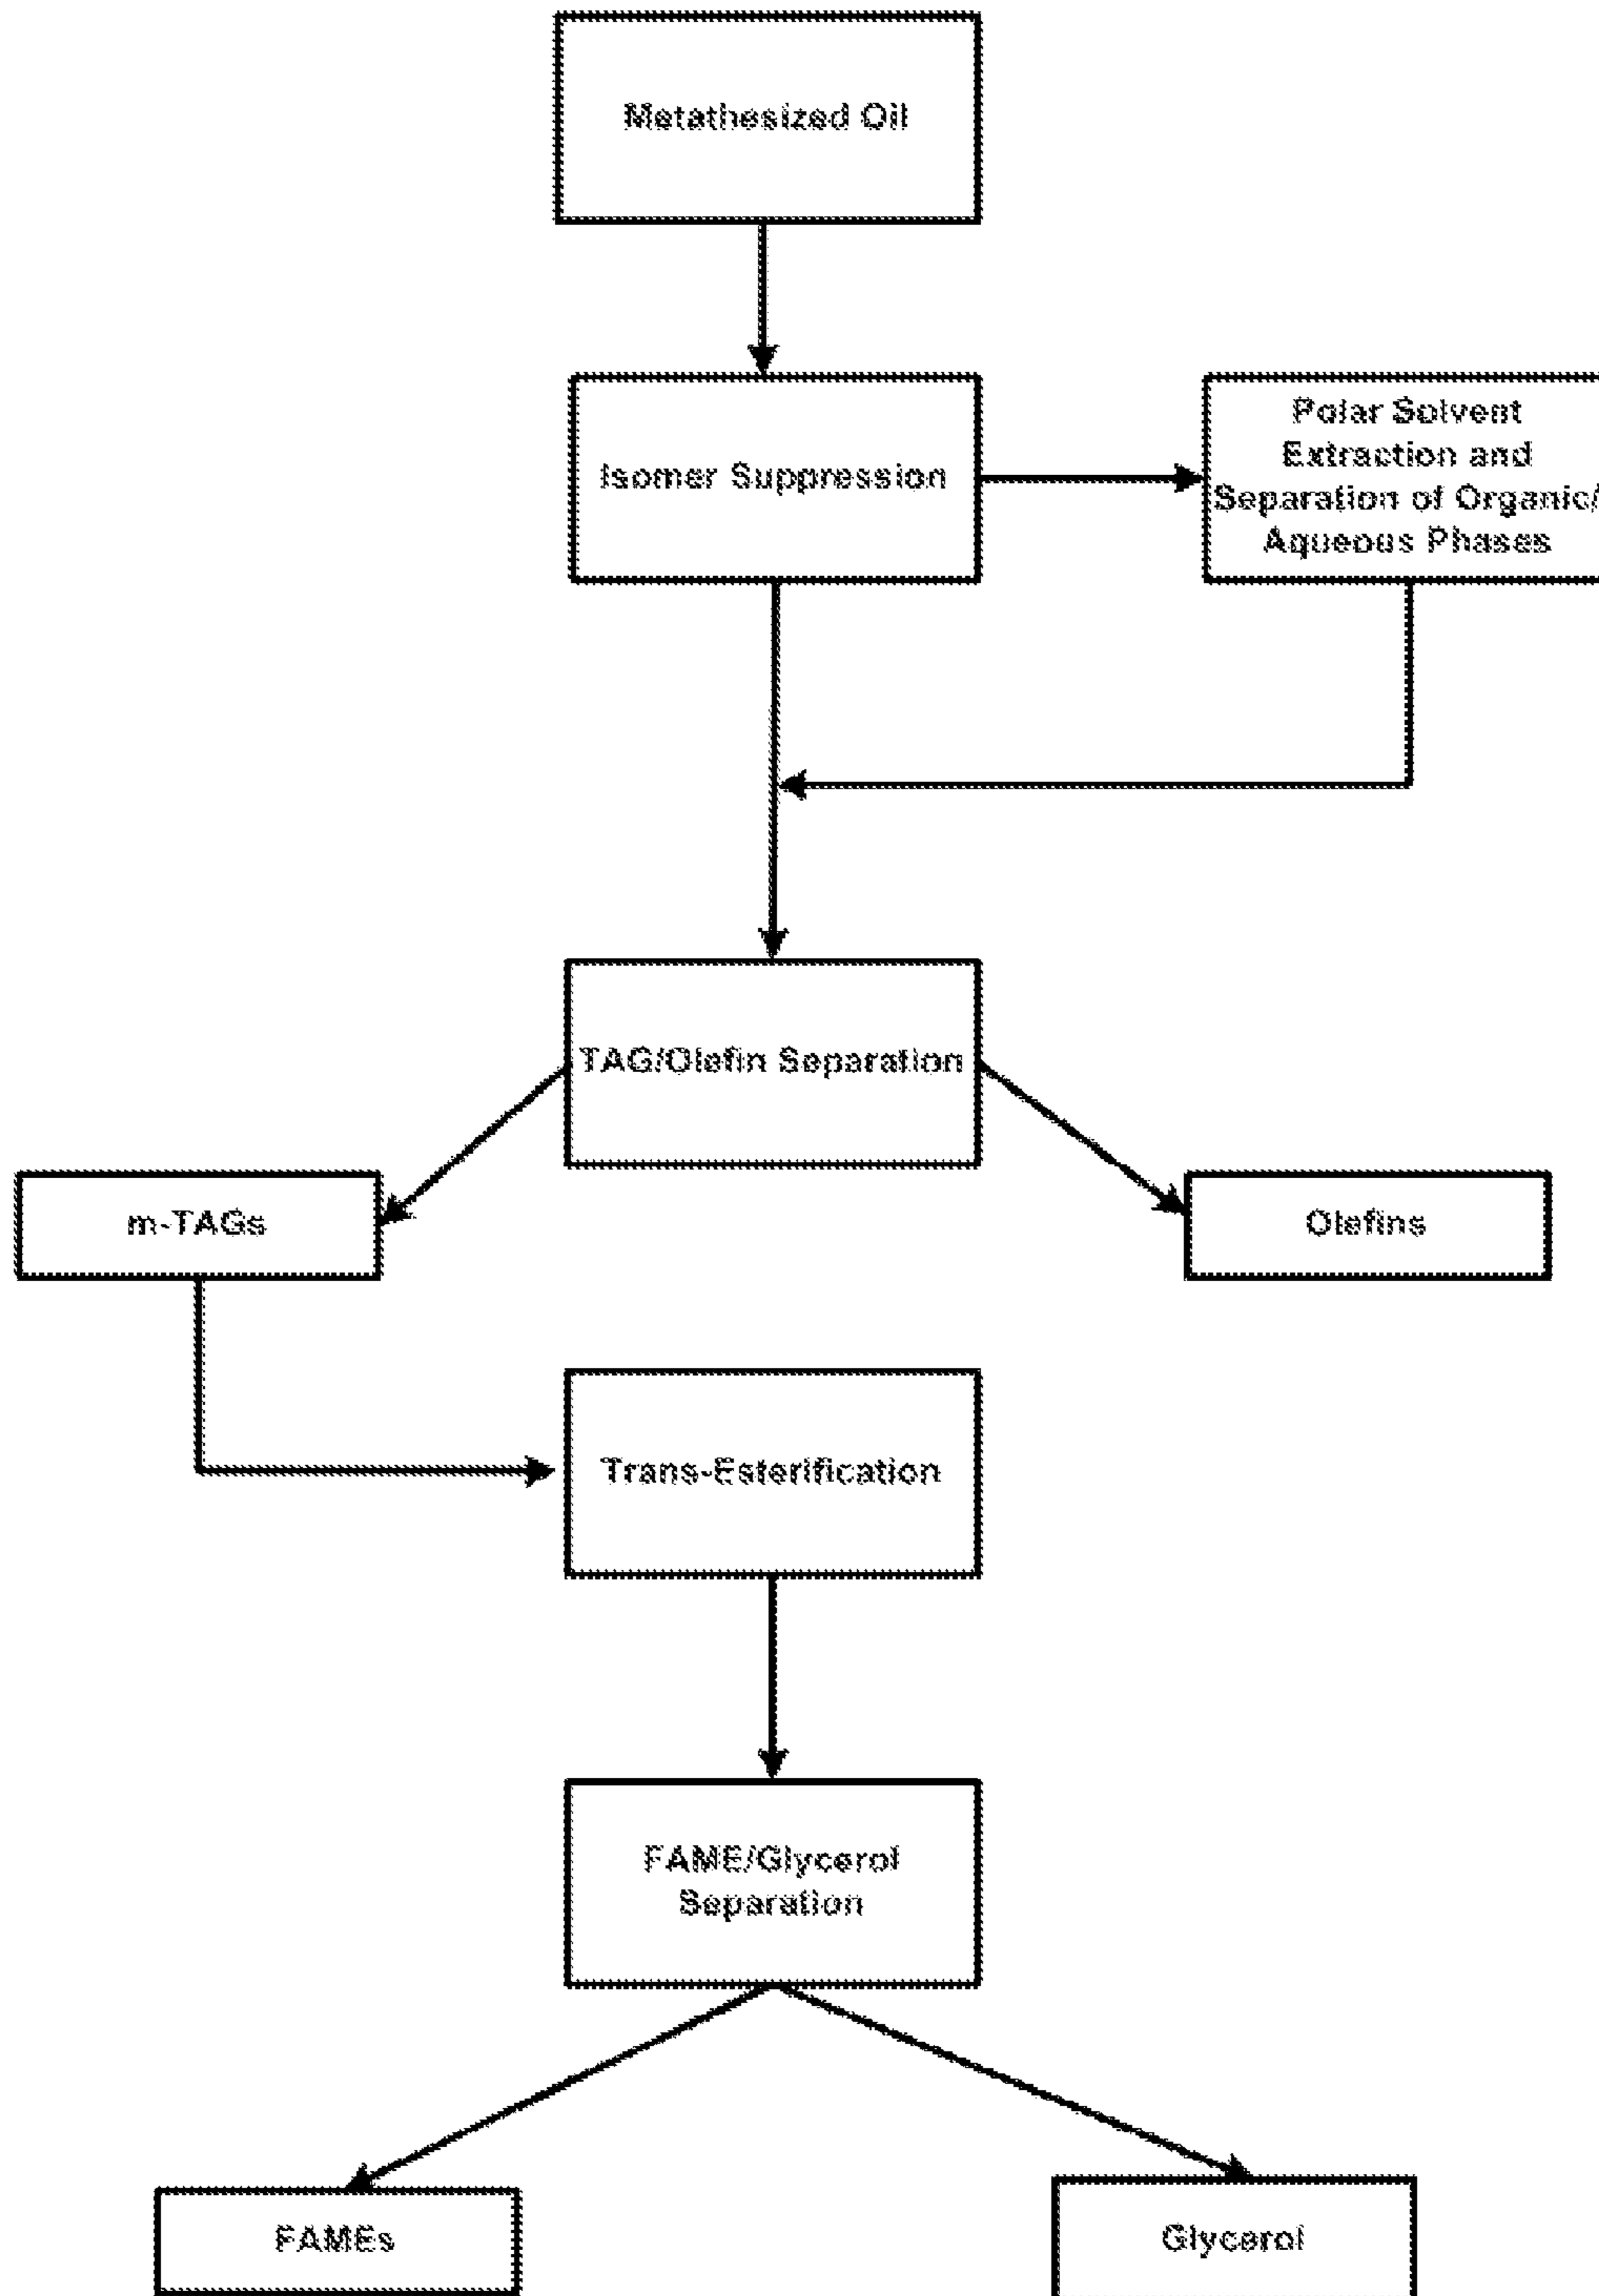 Metathesized Oil
Isomer Suppression
Polar Solvent
Extraction and
Separation of Organic/
Aqueous Phases
TAG/Olefin Separation
m-TAGs
Olefins
Trans-Esterification
FAME/Glycerol
Separation
FAMEs
Glycerol